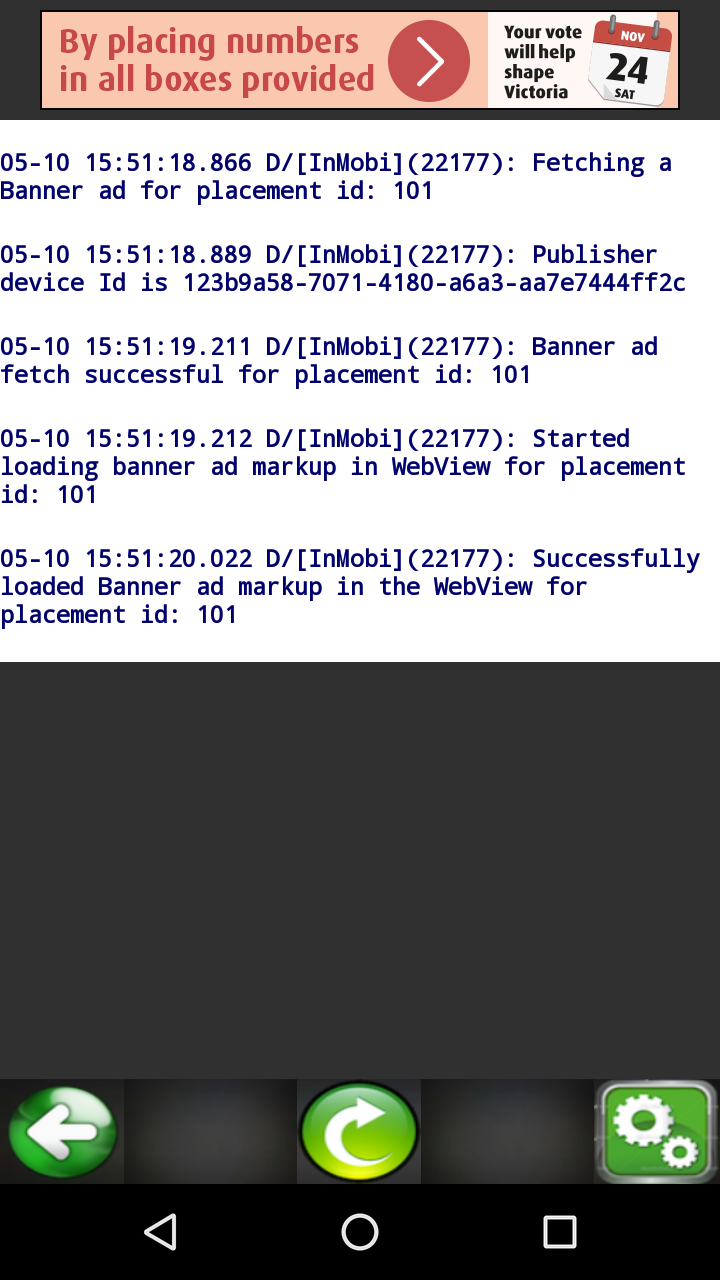 By placing numbers
in all boxes provided
Your vote
will help
shape
Victoria
NOV
24
SAT
05-10 15:51:18.866 D/[InMobi](22177): Fetching a
Banner ad for placement id: 101
05-10 15:51:18.889 D/[InMobi](22177): Publisher
device Id is 123b9a58-7071-4180-a6a3-aa7e7444ff2c
05-10 15:51:19.211 D/[InMobi](22177): Banner ad
fetch successful for placement id: 101
05-10 15:51:19.212 D/[InMobi](22177): Started
loading banner ad markup in WebView for placement
id: 101
05-10 15:51:20.022 D/[InMobi](22177): Successfully
loaded Banner ad markup in the WebView for
placement id: 101